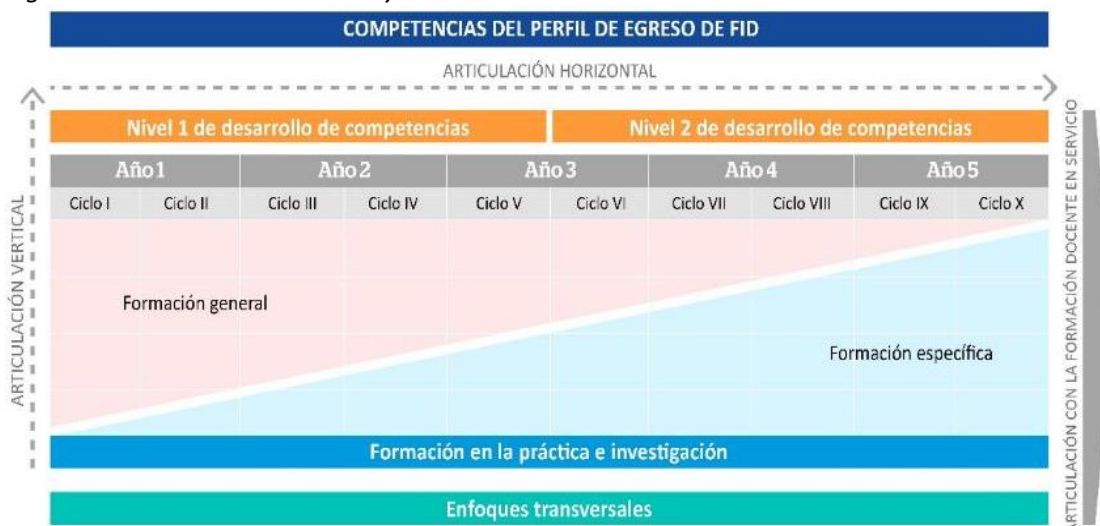 COMPETENCIAS DEL PERFIL DE EGRESO DE FID
ARTICULACIÓN HORIZONTAL
Nivel 1 de desarrollo de competencias
Nivel 2 de desarrollo de competencias
Año 1
Año 2
Año 3
Año 4
Año 5
Ciclo I
Ciclo II
Ciclo III
Ciclo IV
Ciclo V
Ciclo VI
Ciclo VII
Ciclo VIII
Ciclo IX
Ciclo X
ARTICULACIÓN VERTICAL
Formación general
Formación específica
Formación en la práctica e investigación
Enfoques transversales
ARTICULACIÓN CON LA FORMACIÓN DOCENTE EN SERVICIO